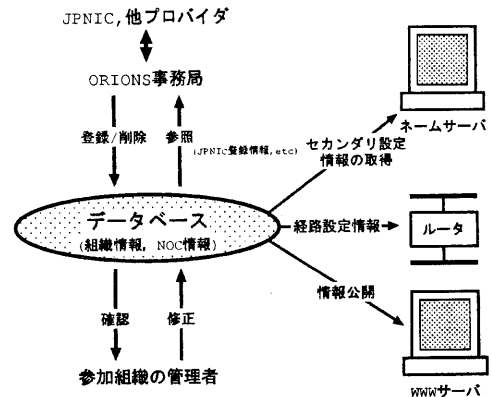 JPNIC,他プロバイダ
ORIONS事務局
登録/削除
参照
(JPNIC登録情報,etc)
セカンダリ設定
情報の取得
ネームサーバ
データベース
(組織情報, NOC情報)
経路設定情報
ルータ
情報公開
確認
修正
参加組織の管理者
WWWサーバ